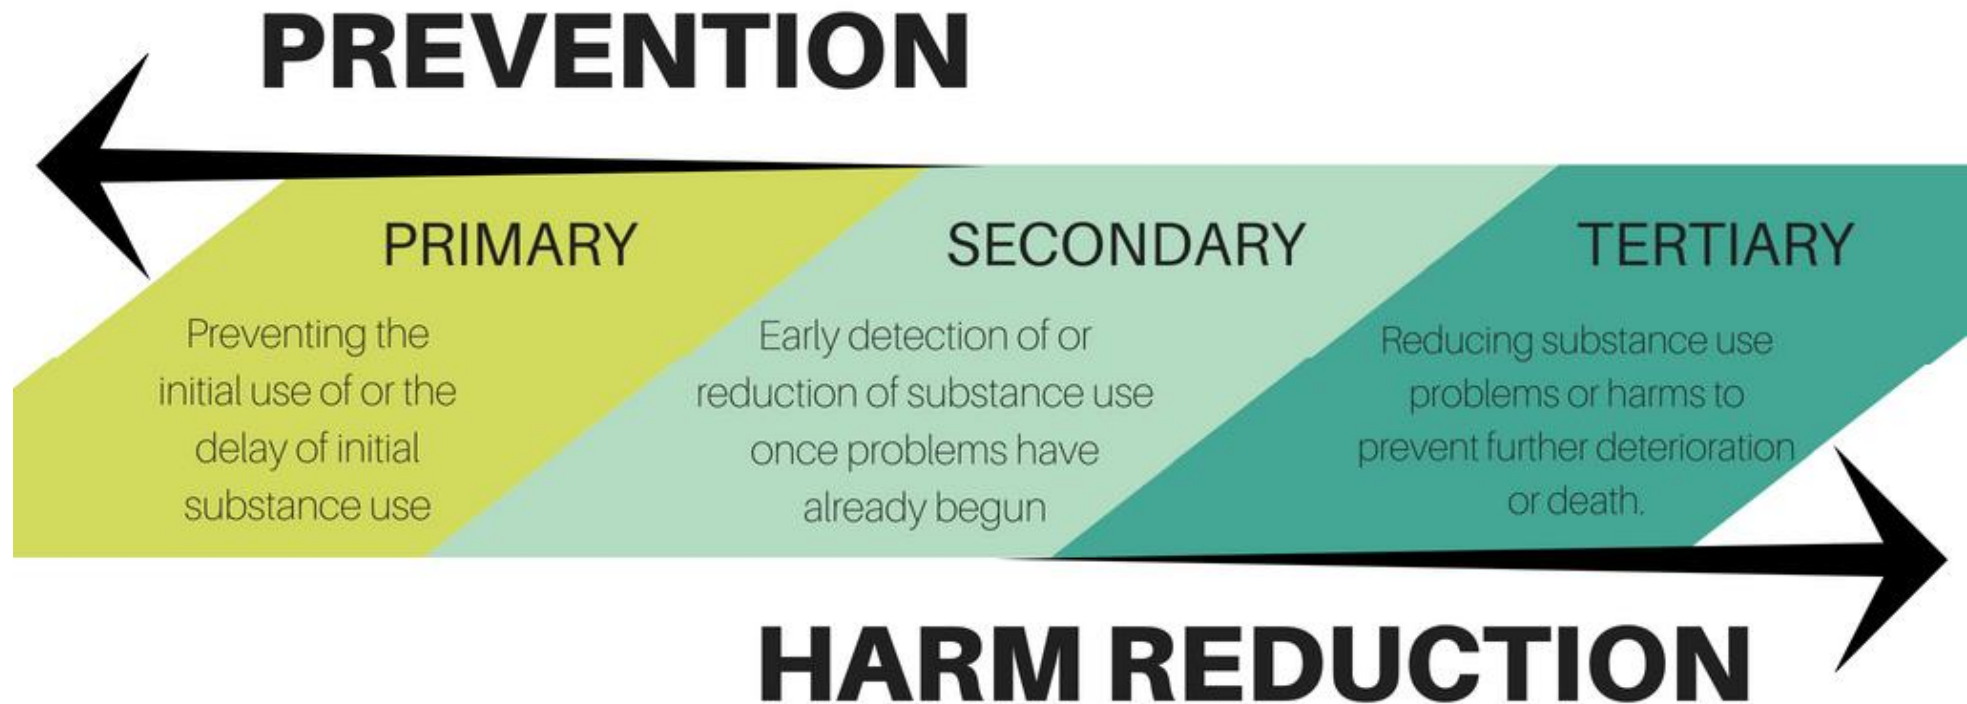 PREVENTION
PRIMARY
Preventing the
initial use of or the
delay of initial
substance use
SECONDARY
Early detection of or
reduction of substance use
once problems have
already begun
TERTIARY
Reducing substance use
problems or harms to
prevent further deterioration
or death.
HARM REDUCTION